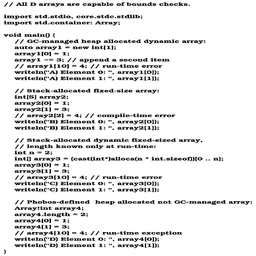 // All D arrays are capable of bounds checks.
import std.stdio, core.stdc.stdlib;
import std.container: Array;
void main() {
// GC-managed heap allocated dynamic array:
auto array1 = new int[1];
array1[0] = 1;
array1 ~= 3; // append a second item
// array1[10] = 4; // run-time error
writeln("A) Element 0: ", array1[0]);
writeln("A) Element 1: ", array1[1]);
// Stack-allocated fixed-size array:
int[5] array2;
array2[0] = 1;
array2[1] = 3;
// array2[2] = 4; // compile-time error
writeln("B) Element 0: ", array2[0]);
writeln("B) Element 1: ", array2[1]);
// Stack-allocated dynamic fixed-sized array,
// length known only at run-time:
int n = 2;
int[] array3 = (cast(int*)alloca(n * int.sizeof))[0 .. n];
array3[0] = 1;
array3[1] = 3;
// array3[10] = 4; // run-time error
writeln("C) Element 0: ", array3[0]);
writeln("C) Element 1: ", array3[1]);
// Phobos-defined  heap allocated not GC-managed array:
Array!int array4;
array4.length = 2;
array4[0] = 1;
array4[1] = 3;
// array4[10] = 4; // run-time exception
writeln("D) Element 0: ", array4[0]);
writeln("D) Element 1: ", array4[1]);
}